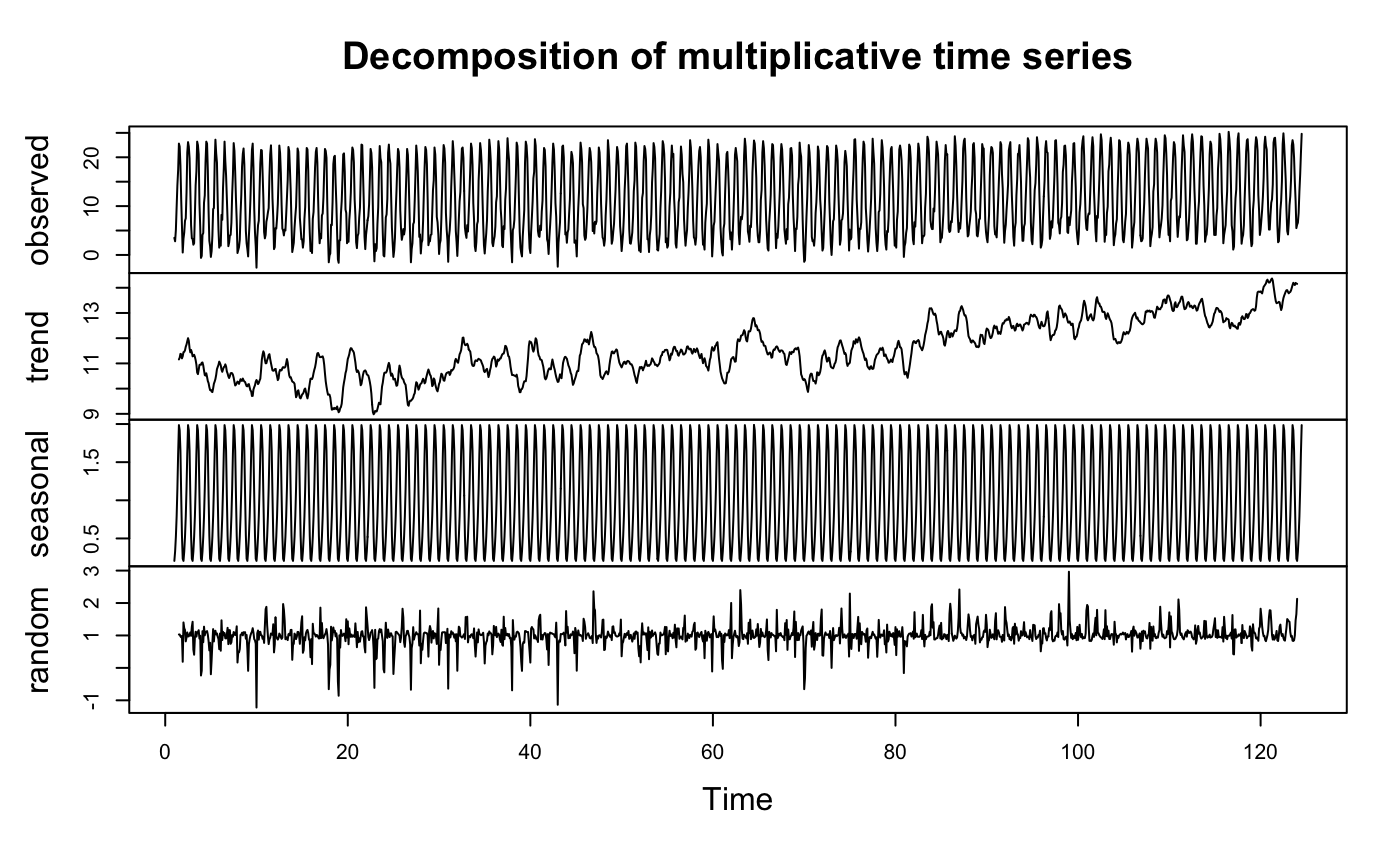 Decomposition of multiplicative time series
observed
0 10 20
trend
9 11 13
seasonal
0.5 1.5
random
-1 1 2 3
0 20 40 60 80 100 120
Time